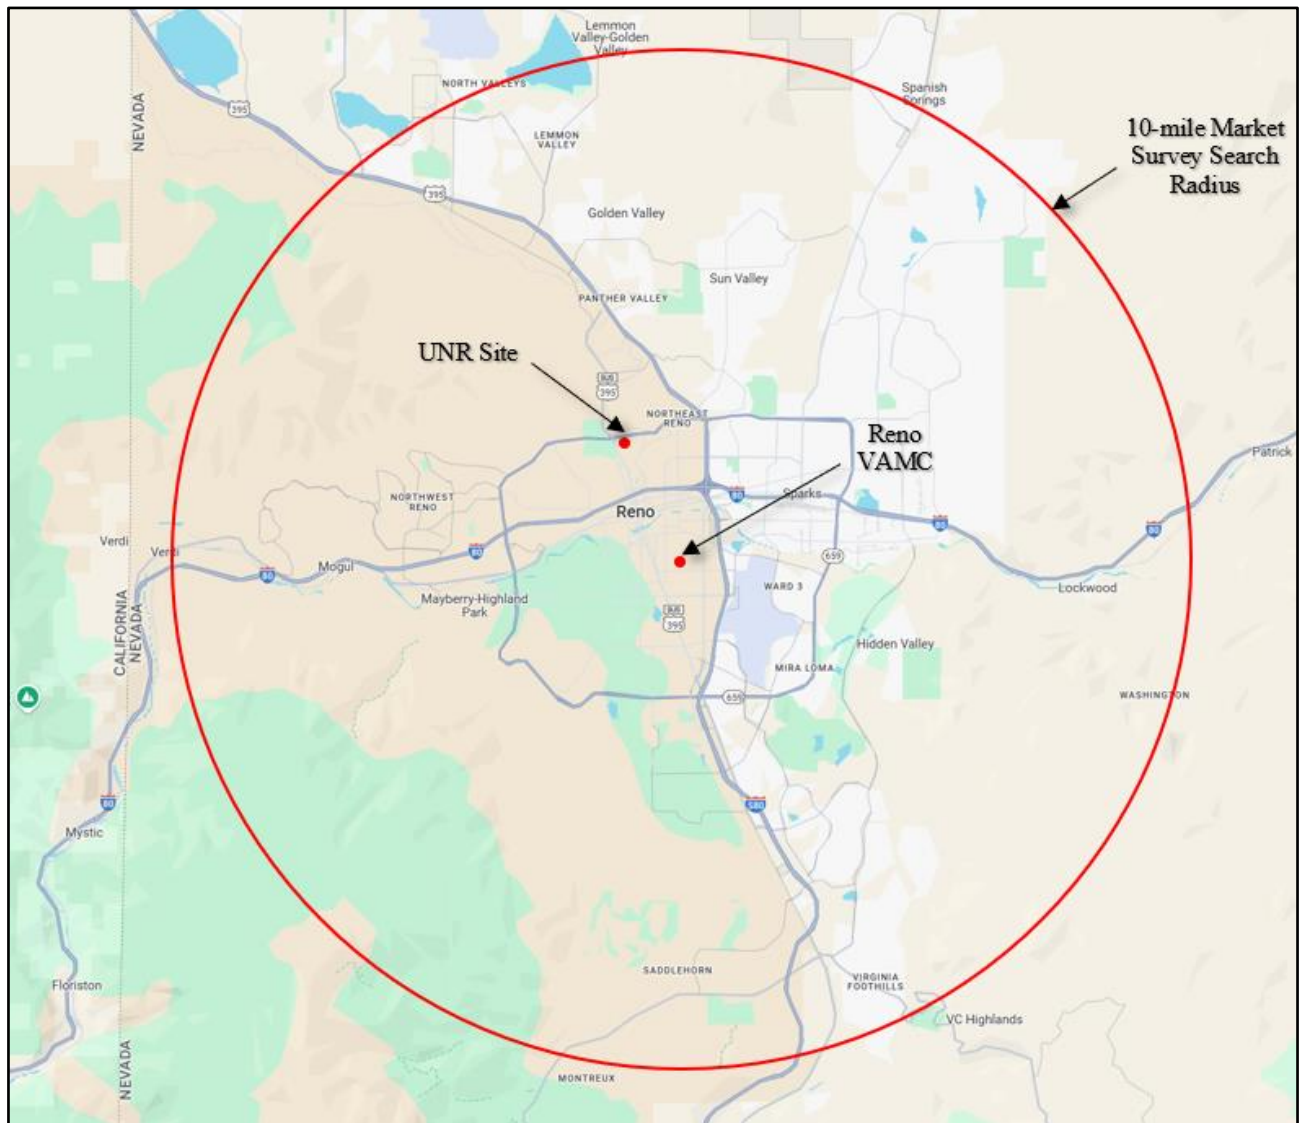 Lemmon
Valley-Golden
Valley
NORTH VALLEYS
Spanish
Springs
395
NEVADA
10-mile Market
Survey Search
Radius
LEMMON
VALLEY
395
Golden Valley
Sun Valley
PANTHER VALLEY
UNR Site
BUS
395
NORTHEAST
RENO
Reno
VAMC
Patrick
NORTHWEST
RENO
80
Sparks
Reno
80
80
Verdi
Verdi
80
659
Mogul
80
WARD 3
Lockwood
Mayberry-Highland
Park
CALIFORNIA
NEVADA
BUS
395
Hidden Valley
MIRA LOMA
659
WASHINGTON
80
580
Mystic
SADDLEHORN
VIRGINIA
FOOTHILLS
Floriston
VC Highlands
NEVADA
MONTREUX